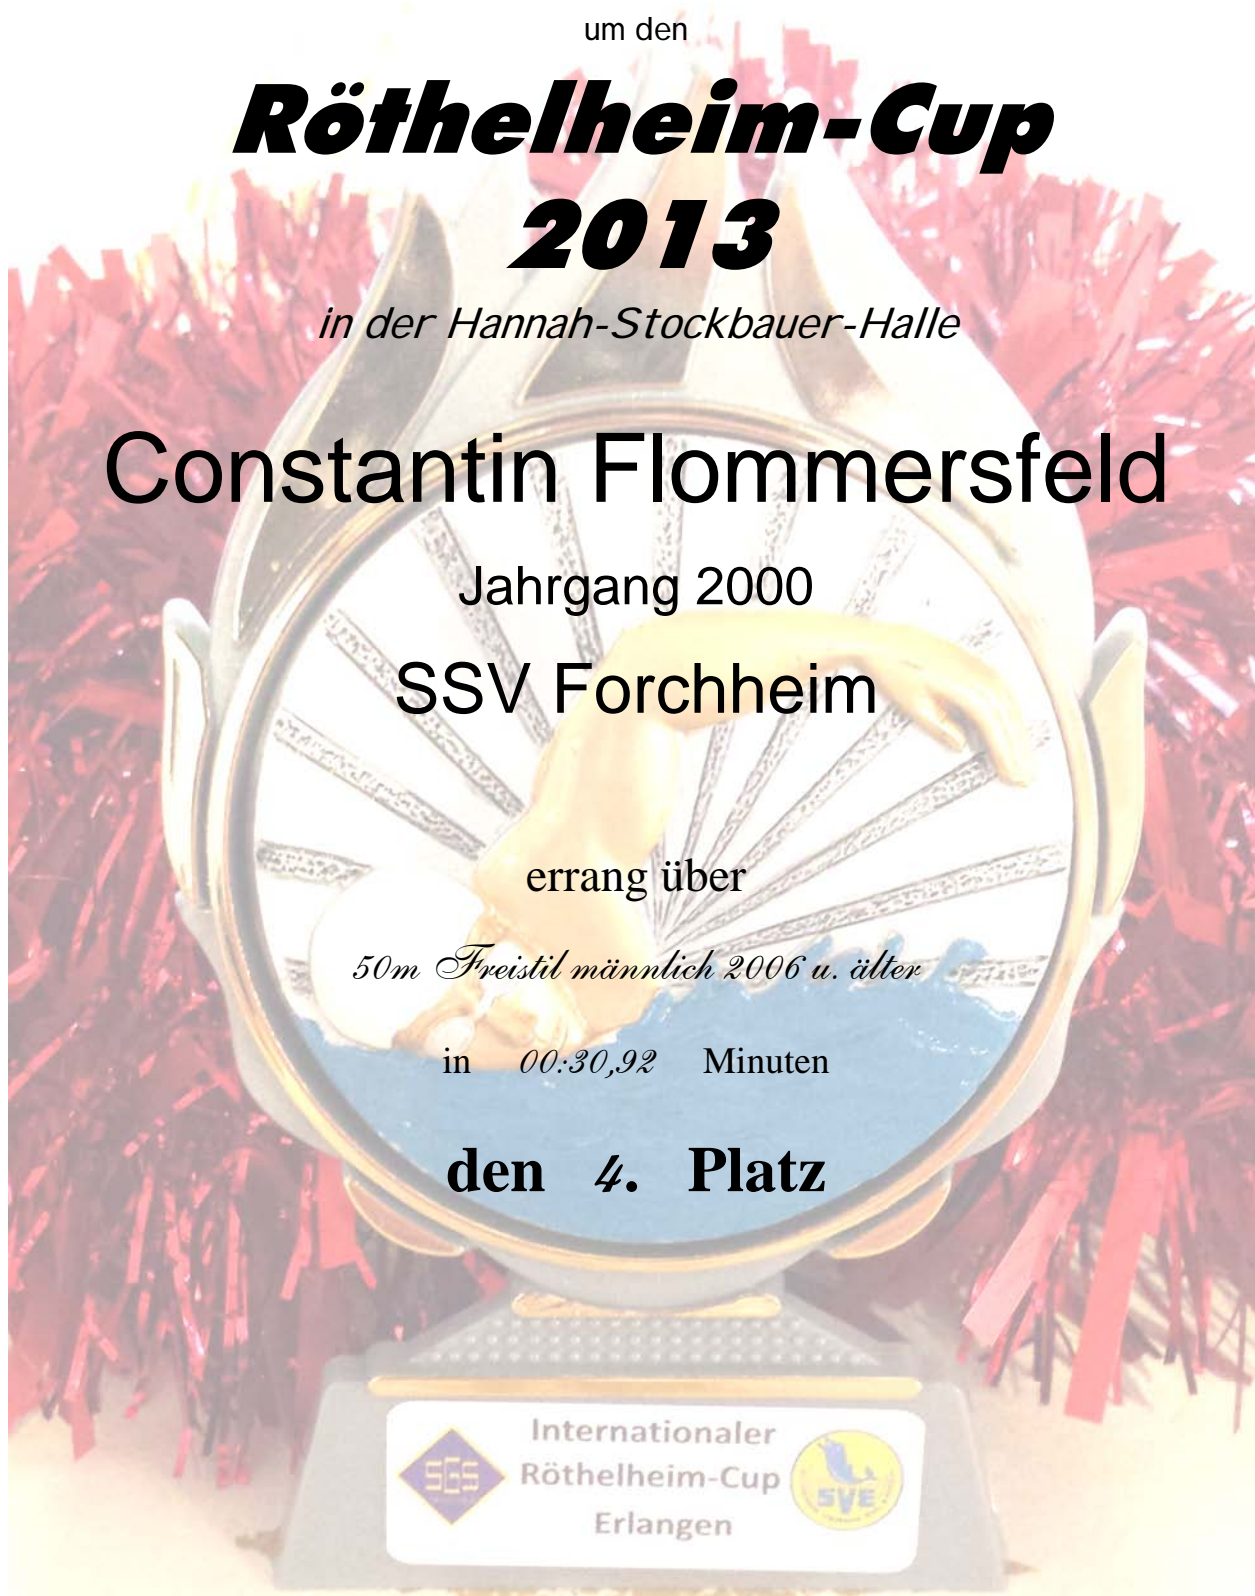 um den
Röthelheim-Cup
2013
in der Hannah-Stockbauer-Halle
Constantin Flommersfeld
Jahrgang 2000
SSV Forchheim
errang über
50m Freistil männlich 2006 u. älter
in 00:30,92 Minuten
den 4. Platz
Internationaler
SGS Röthelheim-Cup SVE
Erlangen